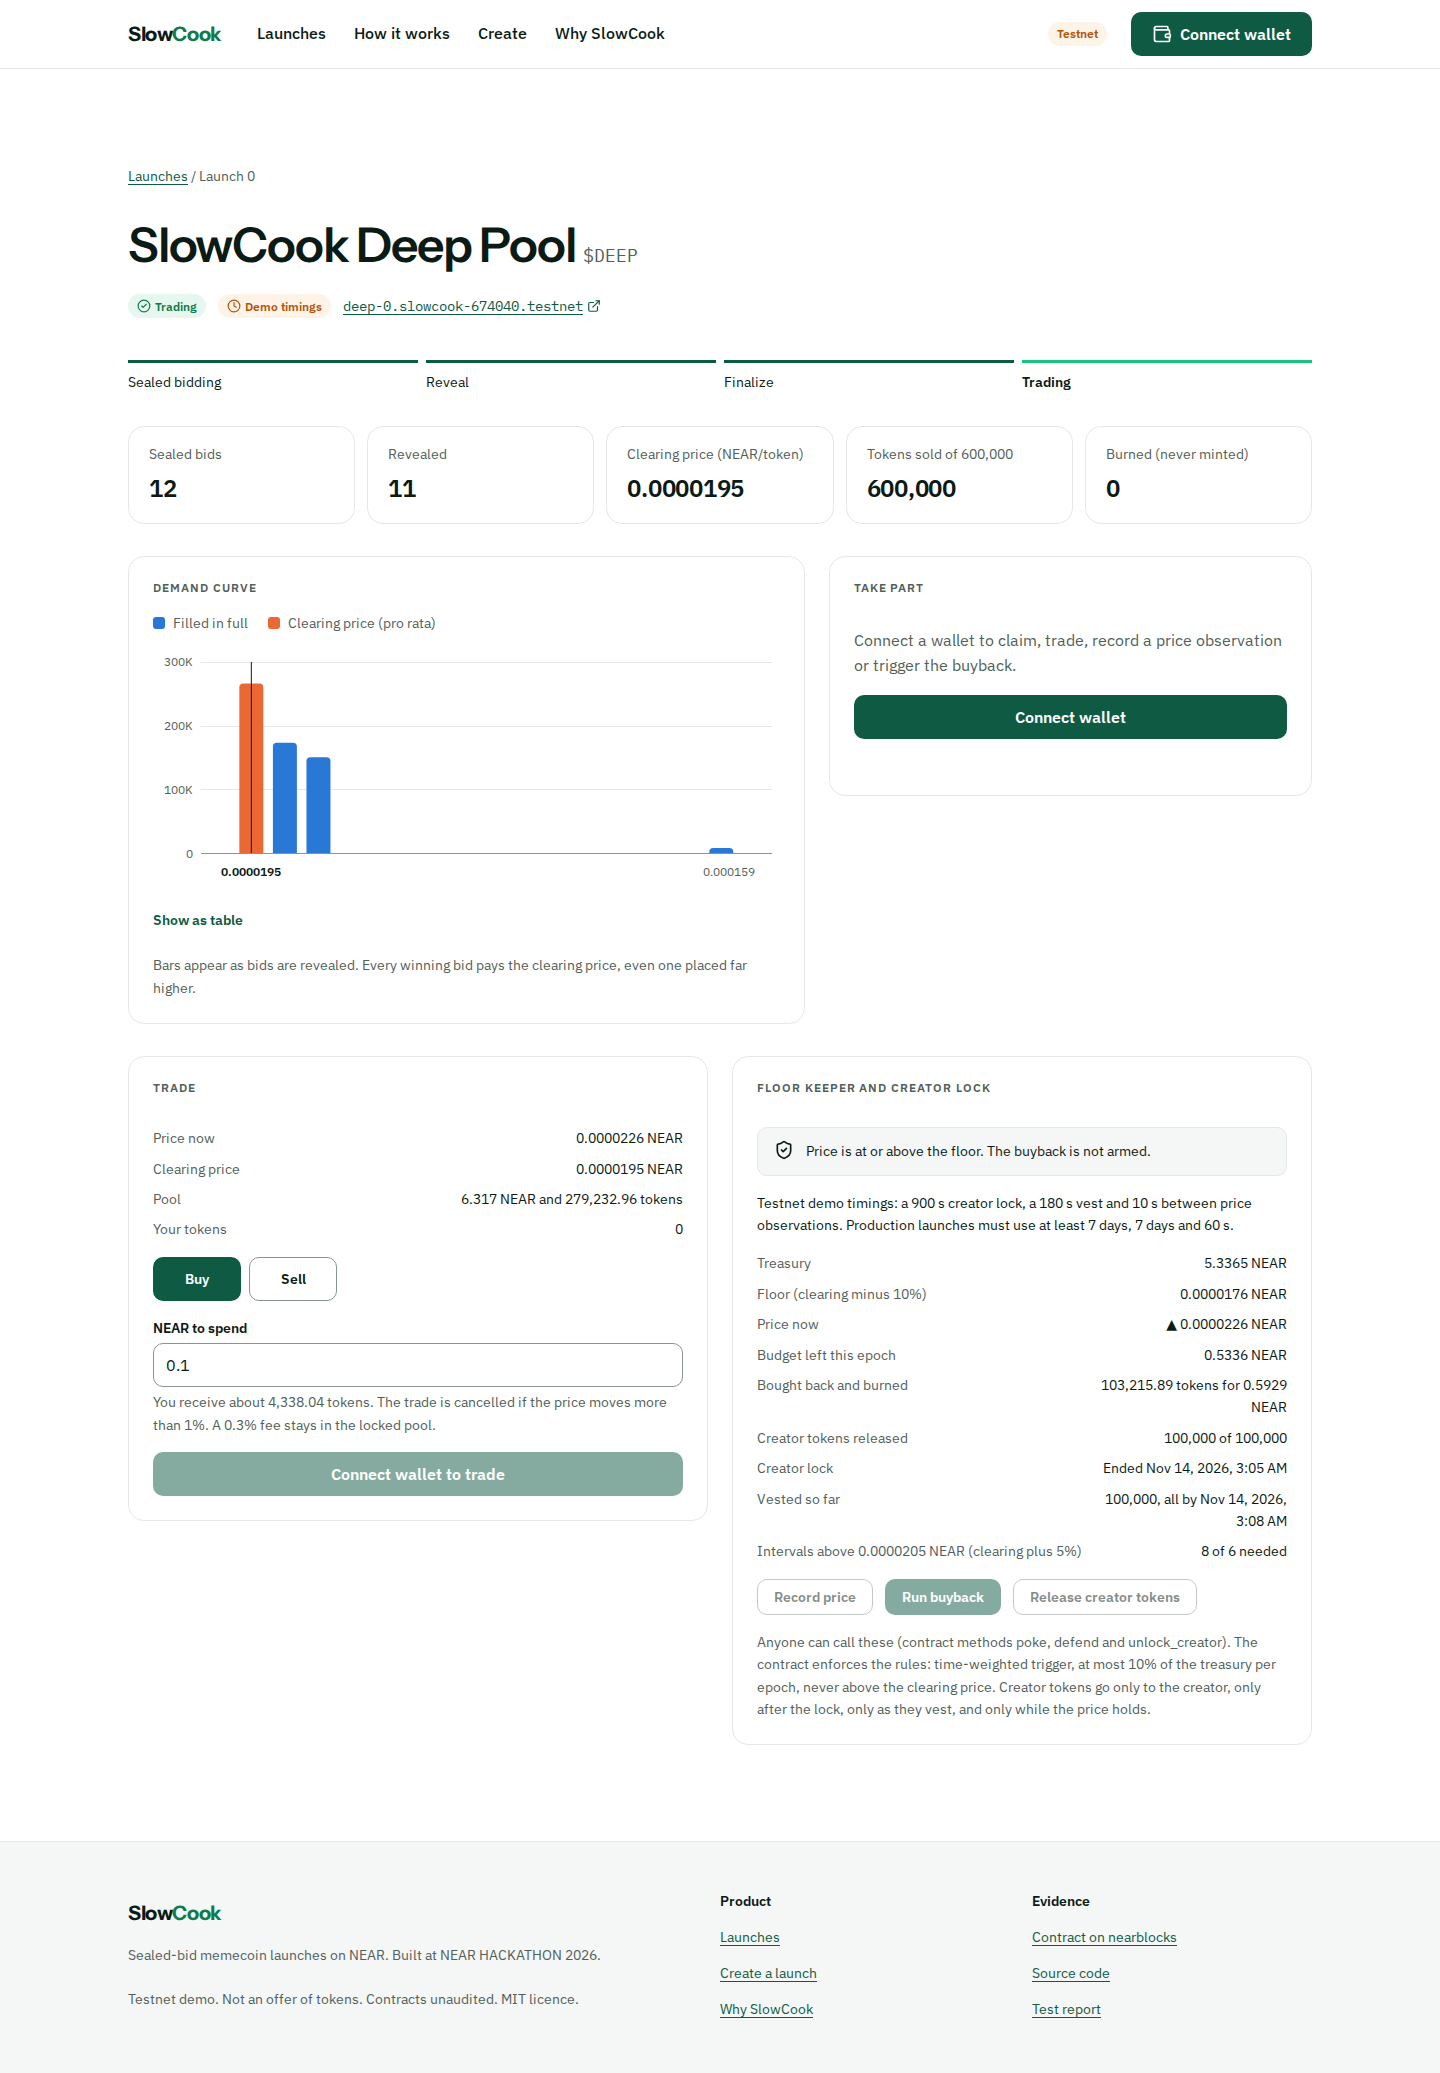 SlowCook
Launches
How it works
Create
Why SlowCook
Testnet
Connect wallet
Launches / Launch 0
SlowCook Deep Pool $DEEP
Trading
Demo timings
deep-0.slowcook-674040.testnet
Sealed bidding
Reveal
Finalize
Trading
Sealed bids
12
Revealed
11
Clearing price (NEAR/token)
0.0000195
Tokens sold of 600,000
600,000
Burned (never minted)
0
DEMAND CURVE
Filled in full
Clearing price (pro rata)
300K
200K
100K
0
0.0000195
0.000159
Show as table
Bars appear as bids are revealed. Every winning bid pays the clearing price, even one placed far
higher.
TAKE PART
Connect a wallet to claim, trade, record a price observation
or trigger the buyback.
Connect wallet
TRADE
Price now 0.0000226 NEAR
Clearing price 0.0000195 NEAR
Pool 6.317 NEAR and 279,232.96 tokens
Your tokens 0
Buy
Sell
NEAR to spend
0.1
You receive about 4,338.04 tokens. The trade is cancelled if the price moves more
than 1%. A 0.3% fee stays in the locked pool.
Connect wallet to trade
FLOOR KEEPER AND CREATOR LOCK
Price is at or above the floor. The buyback is not armed.
Testnet demo timings: a 900 s creator lock, a 180 s vest and 10 s between price
observations. Production launches must use at least 7 days, 7 days and 60 s.
Treasury 5.3365 NEAR
Floor (clearing minus 10%) 0.0000176 NEAR
Price now ▲ 0.0000226 NEAR
Budget left this epoch 0.5336 NEAR
Bought back and burned 103,215.89 tokens for 0.5929
NEAR
Creator tokens released 100,000 of 100,000
Creator lock Ended Nov 14, 2026, 3:05 AM
Vested so far 100,000, all by Nov 14, 2026,
3:08 AM
Intervals above 0.0000205 NEAR (clearing plus 5%) 8 of 6 needed
Record price
Run buyback
Release creator tokens
Anyone can call these (contract methods poke, defend and unlock_creator). The
contract enforces the rules: time-weighted trigger, at most 10% of the treasury per
epoch, never above the clearing price. Creator tokens go only to the creator, only
after the lock, only as they vest, and only while the price holds.
SlowCook
Sealed-bid memecoin launches on NEAR. Built at NEAR HACKATHON 2026.
Testnet demo. Not an offer of tokens. Contracts unaudited. MIT licence.
Product
Launches
Create a launch
Why SlowCook
Evidence
Contract on nearblocks
Source code
Test report